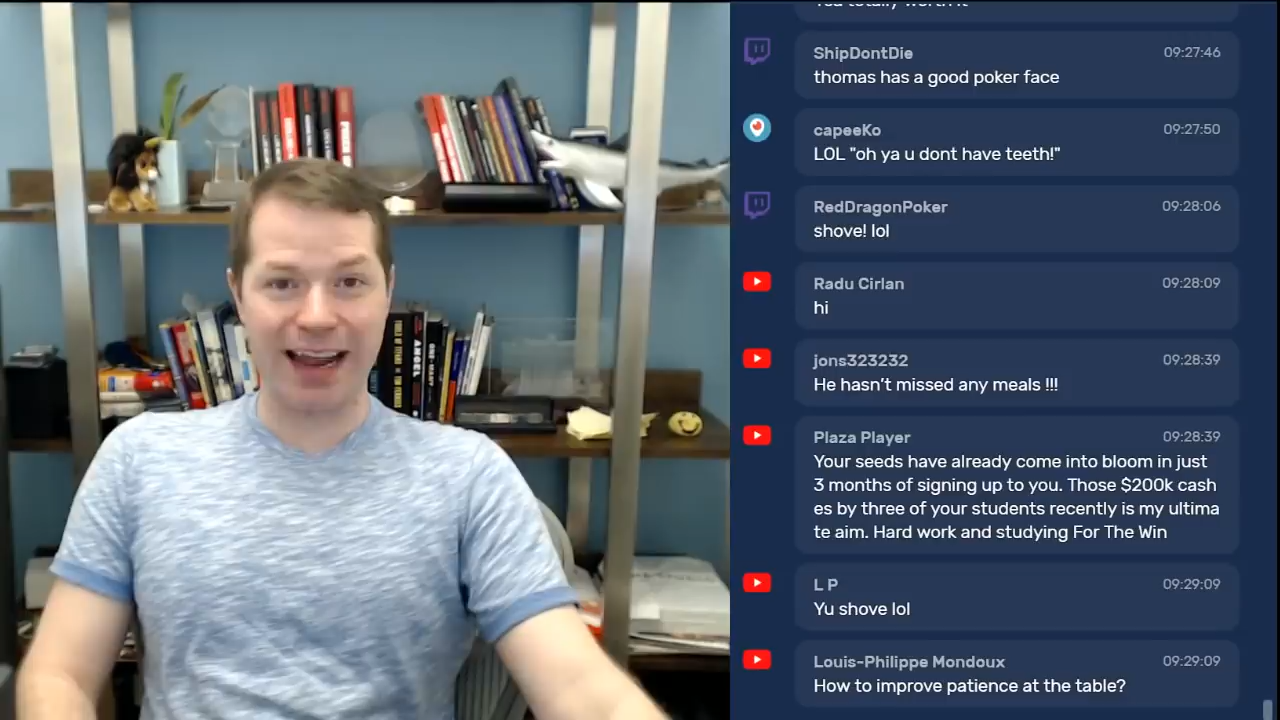 ShipDontDie 09:27:46
thomas has a good poker face
capeeKo 09:27:50
LOL "oh ya u dont have teeth!"
RedDragonPoker 09:28:06
shove! lol
Radu Cirlan 09:28:09
hi
jons323232 09:28:39
He hasn't missed any meals !!!
Plaza Player 09:28:39
Your seeds have already come into bloom in just
3 months of signing up to you. Those $200k cash
es by three of your students recently is my ultima
te aim. Hard work and studying For The Win
L P 09:29:09
Yu shove lol
Louis-Philippe Mondoux 09:29:09
How to improve patience at the table?
ANGEL